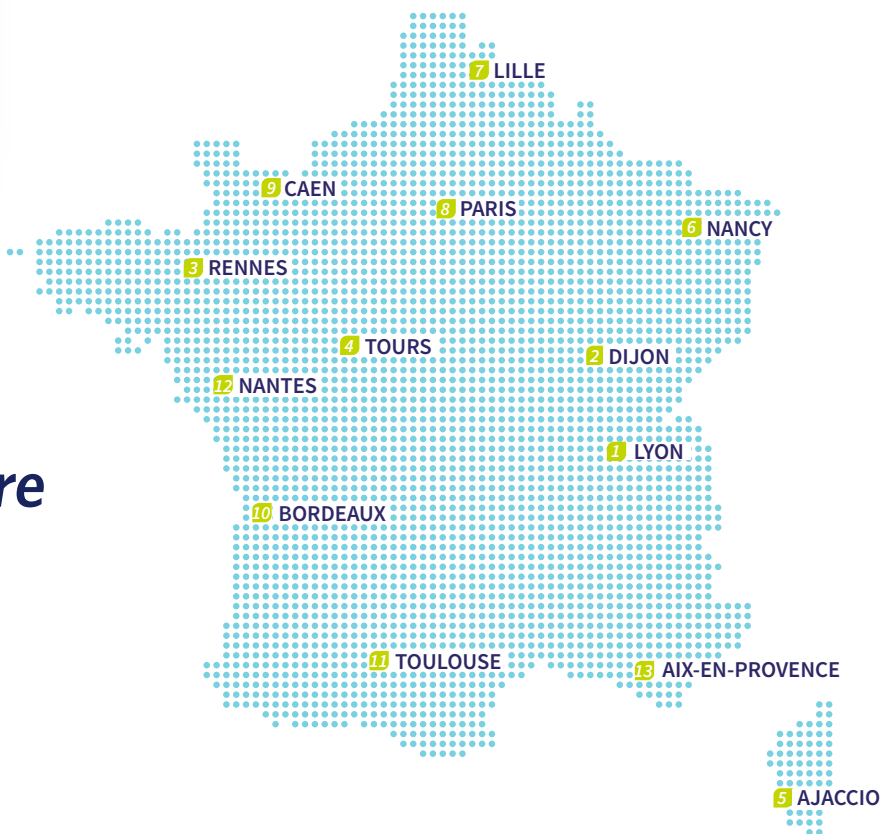 7 LILLE
9 CAEN
8 PARIS
6 NANCY
3 RENNES
4 TOURS
2 DIJON
12 NANTES
1 LYON
re
10 BORDEAUX
11 TOULOUSE
13 AIX-EN-PROVENCE
5 AJACCIO